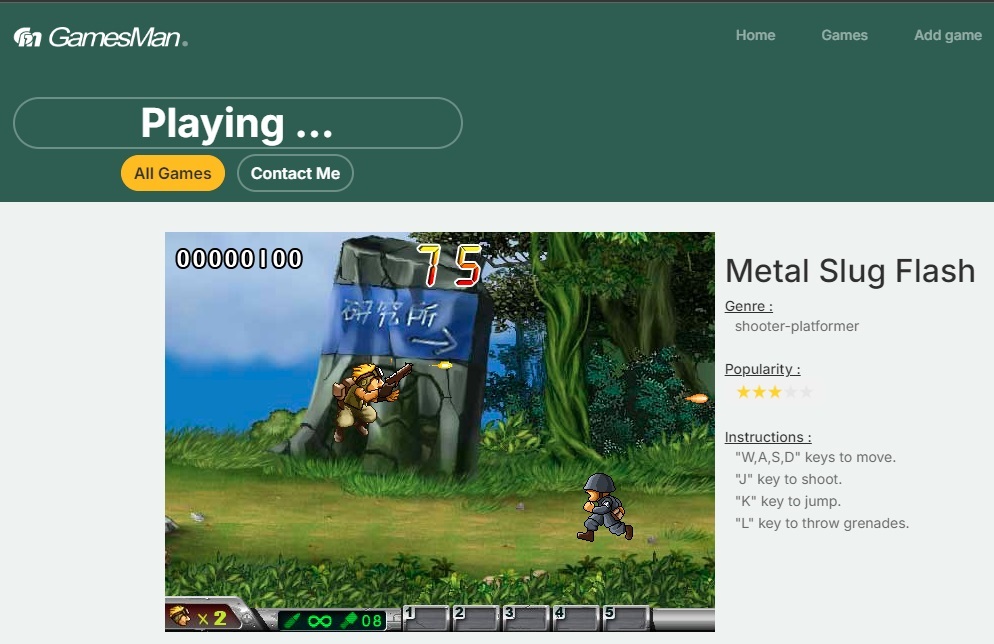 GamesMan.
Home
Games
Add game
Playing ...
All Games
Contact Me
00000100
75
研究所
Metal Slug Flash
Genre :
shooter-platformer
Popularity :
Instructions :
"W,A,S,D" keys to move.
"J" key to shoot.
"K" key to jump.
"L" key to throw grenades.
x 2
∞
08
1
2
3
4
5